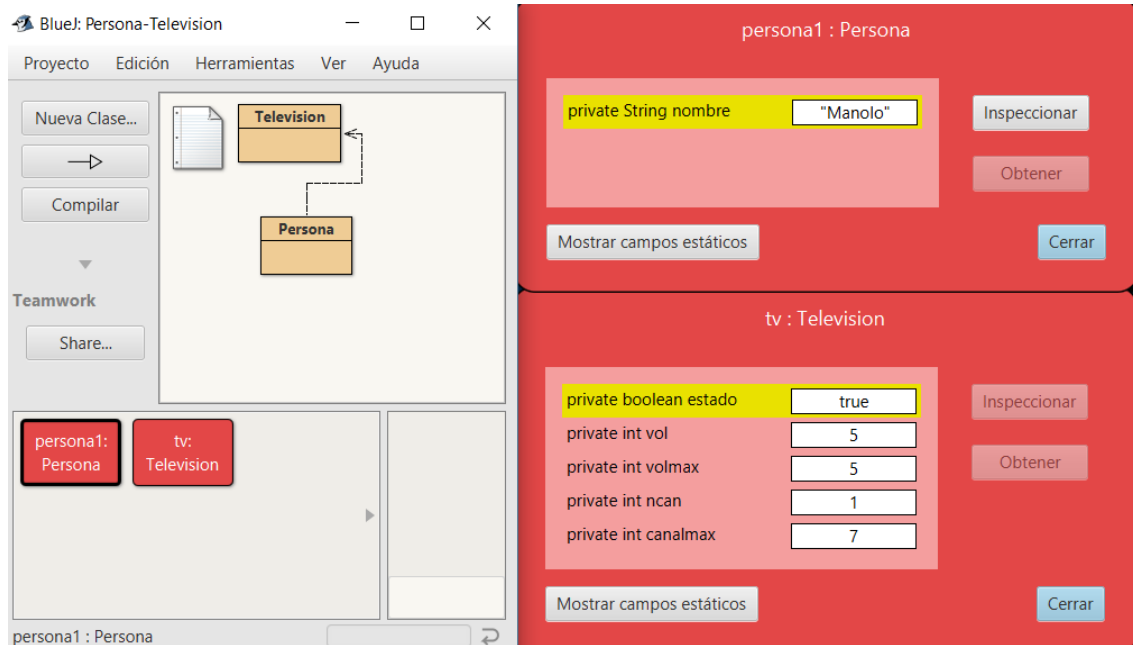 BlueJ: Persona-Television
Proyecto Edición Herramientas Ver Ayuda
Nueva Clase...
Compilar
Teamwork
Share...
Television
Persona
persona1:
Persona
tv:
Television
persona1 : Persona
persona1 : Persona
private String nombre "Manolo"
Inspeccionar
Obtener
Mostrar campos estáticos
Cerrar
tv : Television
private boolean estado true
private int vol 5
private int volmax 5
private int ncan 1
private int canalmax 7
Inspeccionar
Obtener
Mostrar campos estáticos
Cerrar